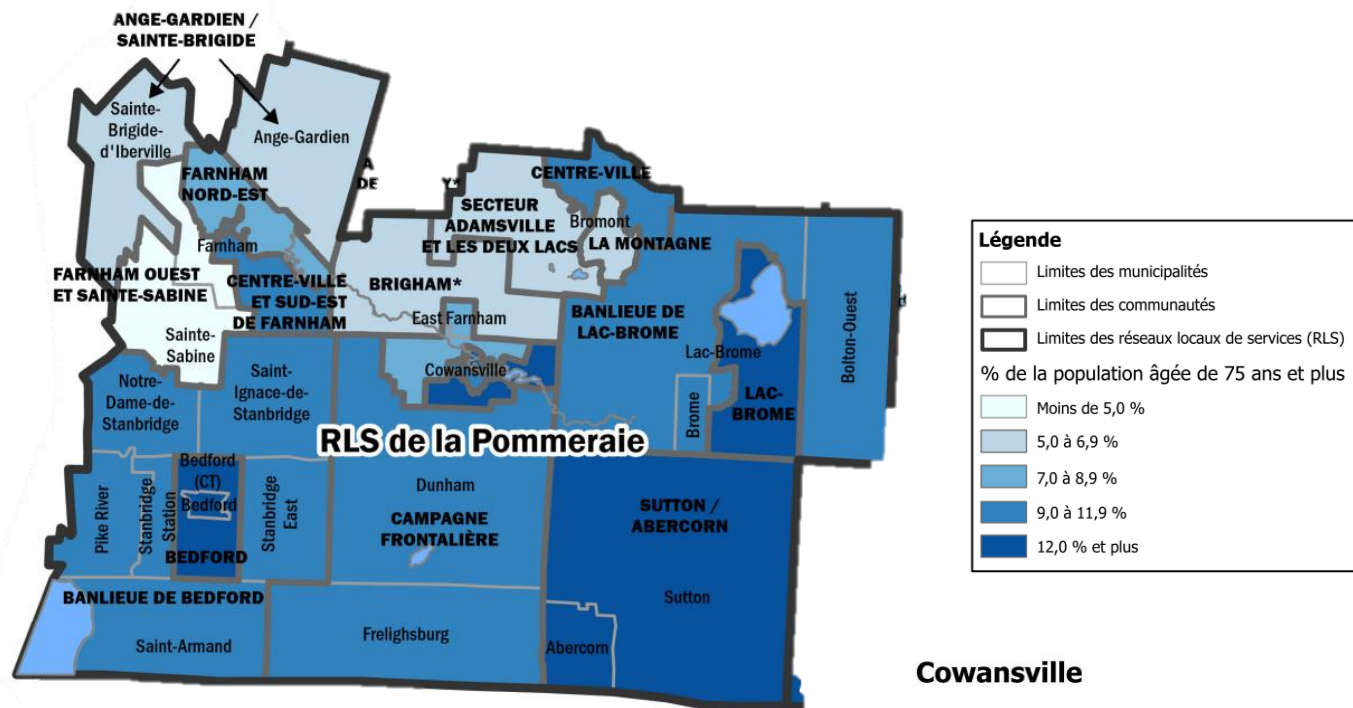 ANGE-GARDIEN /
SAINTE-BRIGIDE
Sainte-
Brigide-
d'Iberville
Ange-Gardien
FARNHAM
NORD-EST
A
DE
Y*
CENTRE-VILLE
SECTEUR
ADAMSVILLE
ET LES DEUX LACS
Bromont
LA MONTAGNE
Farnham
FARNHAM OUEST
ET SAINTE-SABINE
CENTRE-VILLE
ET SUD-EST
DE FARNHAM
BRIGHAM*
East Farnham
BANLIEUE DE
LAC-BROME
Sainte-
Sabine
Lac-Brome
Bolton-Ouest
Cowansville
Notre-
Dame-de-
Stanbridge
Saint-
Ignace-de-
Stanbridge
Brome
LAC-
BROME
RLS de la Pommeraie
Bedford
(CT)
Bedford
Pike River
Stanbridge
Station
BEDFORD
Stanbridge
East
Dunham
CAMPAGNE
FRONTALIÈRE
SUTTON /
ABERCORN
BANLIEUE DE BEDFORD
Sutton
Saint-Armand
Frelighsburg
Abercorn
Légende
Limites des municipalités
Limites des communautés
Limites des réseaux locaux de services (RLS)
% de la population âgée de 75 ans et plus
Moins de 5,0 %
5,0 à 6,9 %
7,0 à 8,9 %
9,0 à 11,9 %
12,0 % et plus
Cowansville